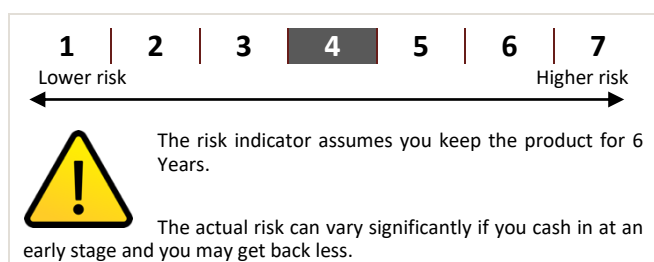 1 2 3 4 5 6 7
Lower risk Higher risk
The risk indicator assumes you keep the product for 6
Years.
The actual risk can vary significantly if you cash in at an
early stage and you may get back less.